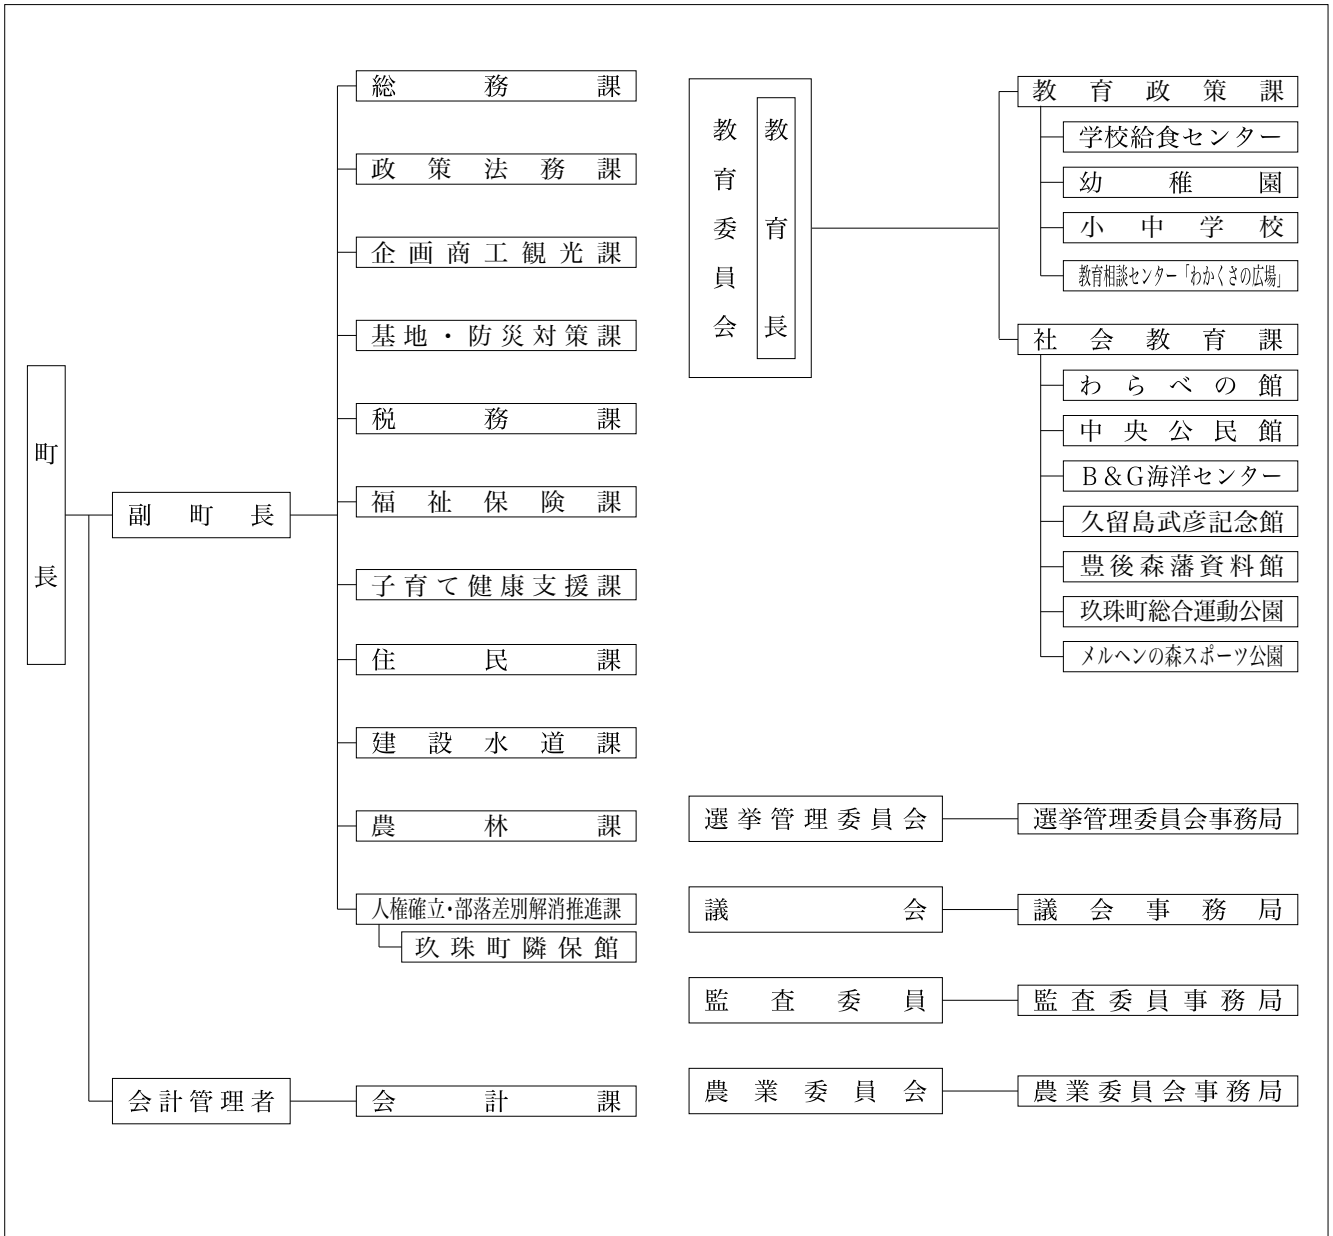 町長
副町長
総務課
政策法務課
企画商工観光課
基地・防災対策課
税務課
福祉保険課
子育て健康支援課
住民課
建設水道課
農林課
人権確立・部落差別解消推進課
玖珠町隣保館
会計管理者
会計課
教育委員会
教育長
教育政策課
学校給食センター
幼稚園
小中学校
教育相談センター「わかくさの広場」
社会教育課
わらべの館
中央公民館
B＆G海洋センター
久留島武彦記念館
豊後森藩資料館
玖珠町総合運動公園
メルヘンの森スポーツ公園
選挙管理委員会
選挙管理委員会事務局
議会
議会事務局
監査委員
監査委員事務局
農業委員会
農業委員会事務局